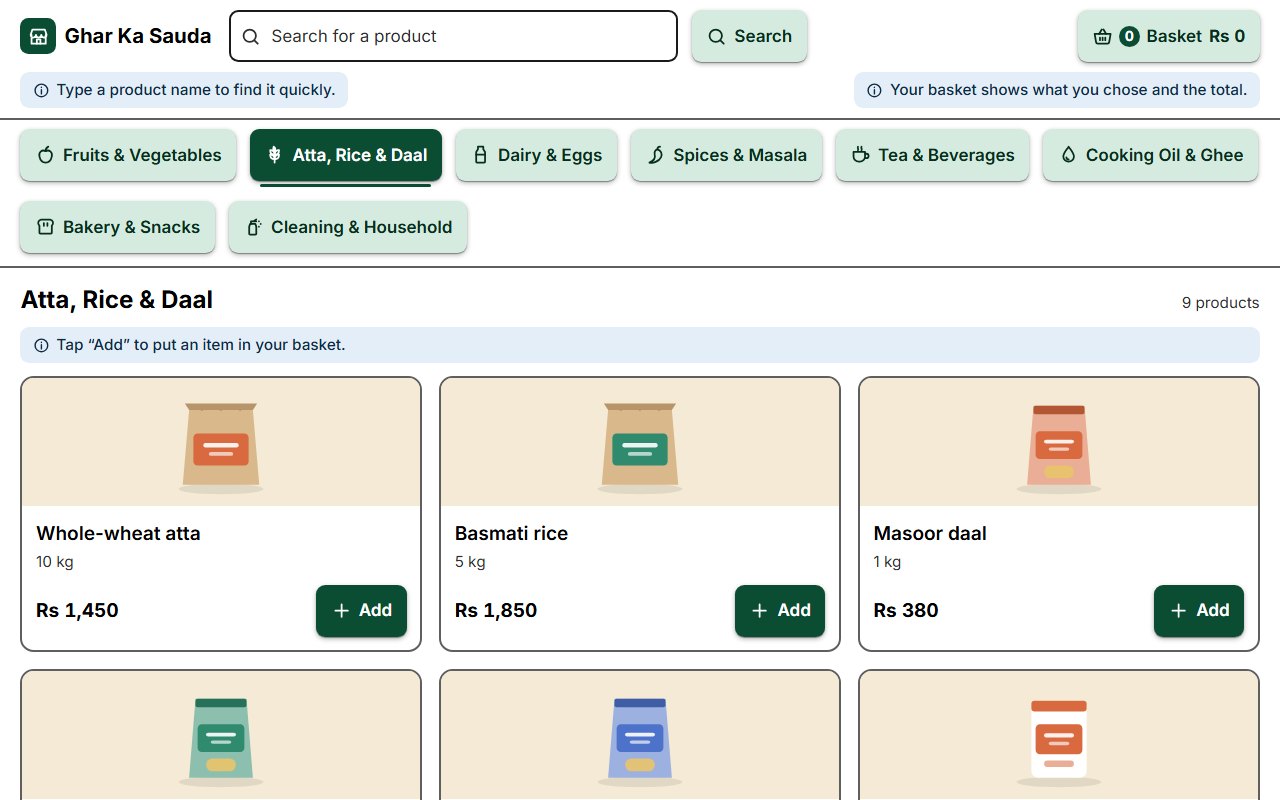 Ghar Ka Sauda
Search for a product
Search
0 Basket Rs 0
Type a product name to find it quickly.
Your basket shows what you chose and the total.
Fruits & Vegetables
Atta, Rice & Daal
Dairy & Eggs
Spices & Masala
Tea & Beverages
Cooking Oil & Ghee
Bakery & Snacks
Cleaning & Household
Atta, Rice & Daal
9 products
Tap “Add” to put an item in your basket.
Whole-wheat atta
10 kg
Rs 1,450
Add
Basmati rice
5 kg
Rs 1,850
Add
Masoor daal
1 kg
Rs 380
Add